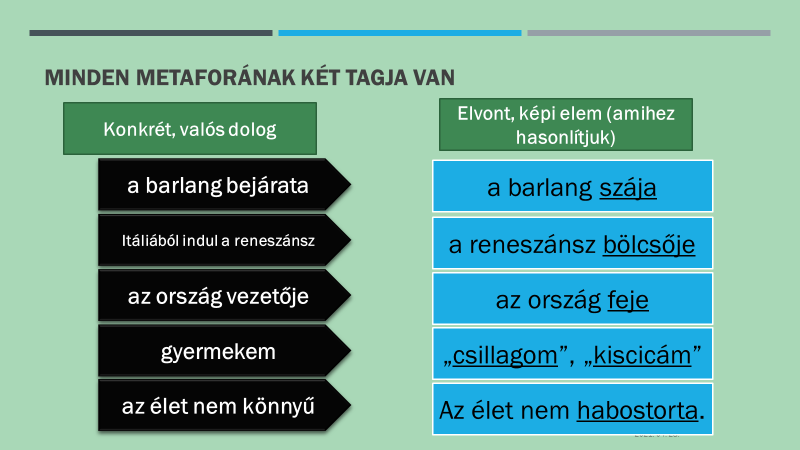 MINDEN METAFORÁNAK KÉT TAGJA VAN
Konkrét, valós dolog
Elvont, képi elem (amihez
hasonlítjuk)
a barlang bejárata
a barlang szája
Itáliából indul a reneszánsz
a reneszánsz bölcsője
az ország vezetője
az ország feje
gyermekem
„csillagom”, „kiscicám”
az élet nem könnyű
Az élet nem habostorta.